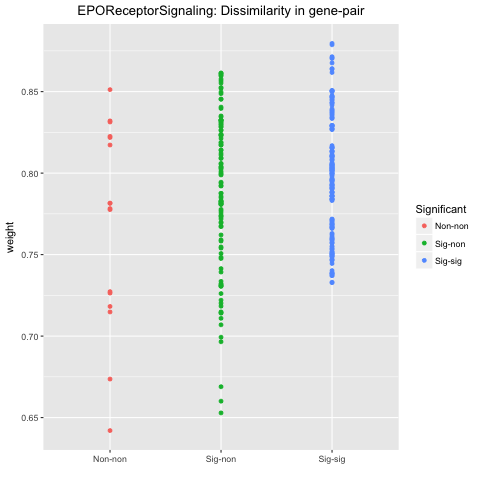 EPOReceptorSignaling: Dissimilarity in gene-pair
weight
0.85
0.80
0.75
0.70
0.65
Non-non
Sig-non
Sig-sig
Significant
Non-non
Sig-non
Sig-sig